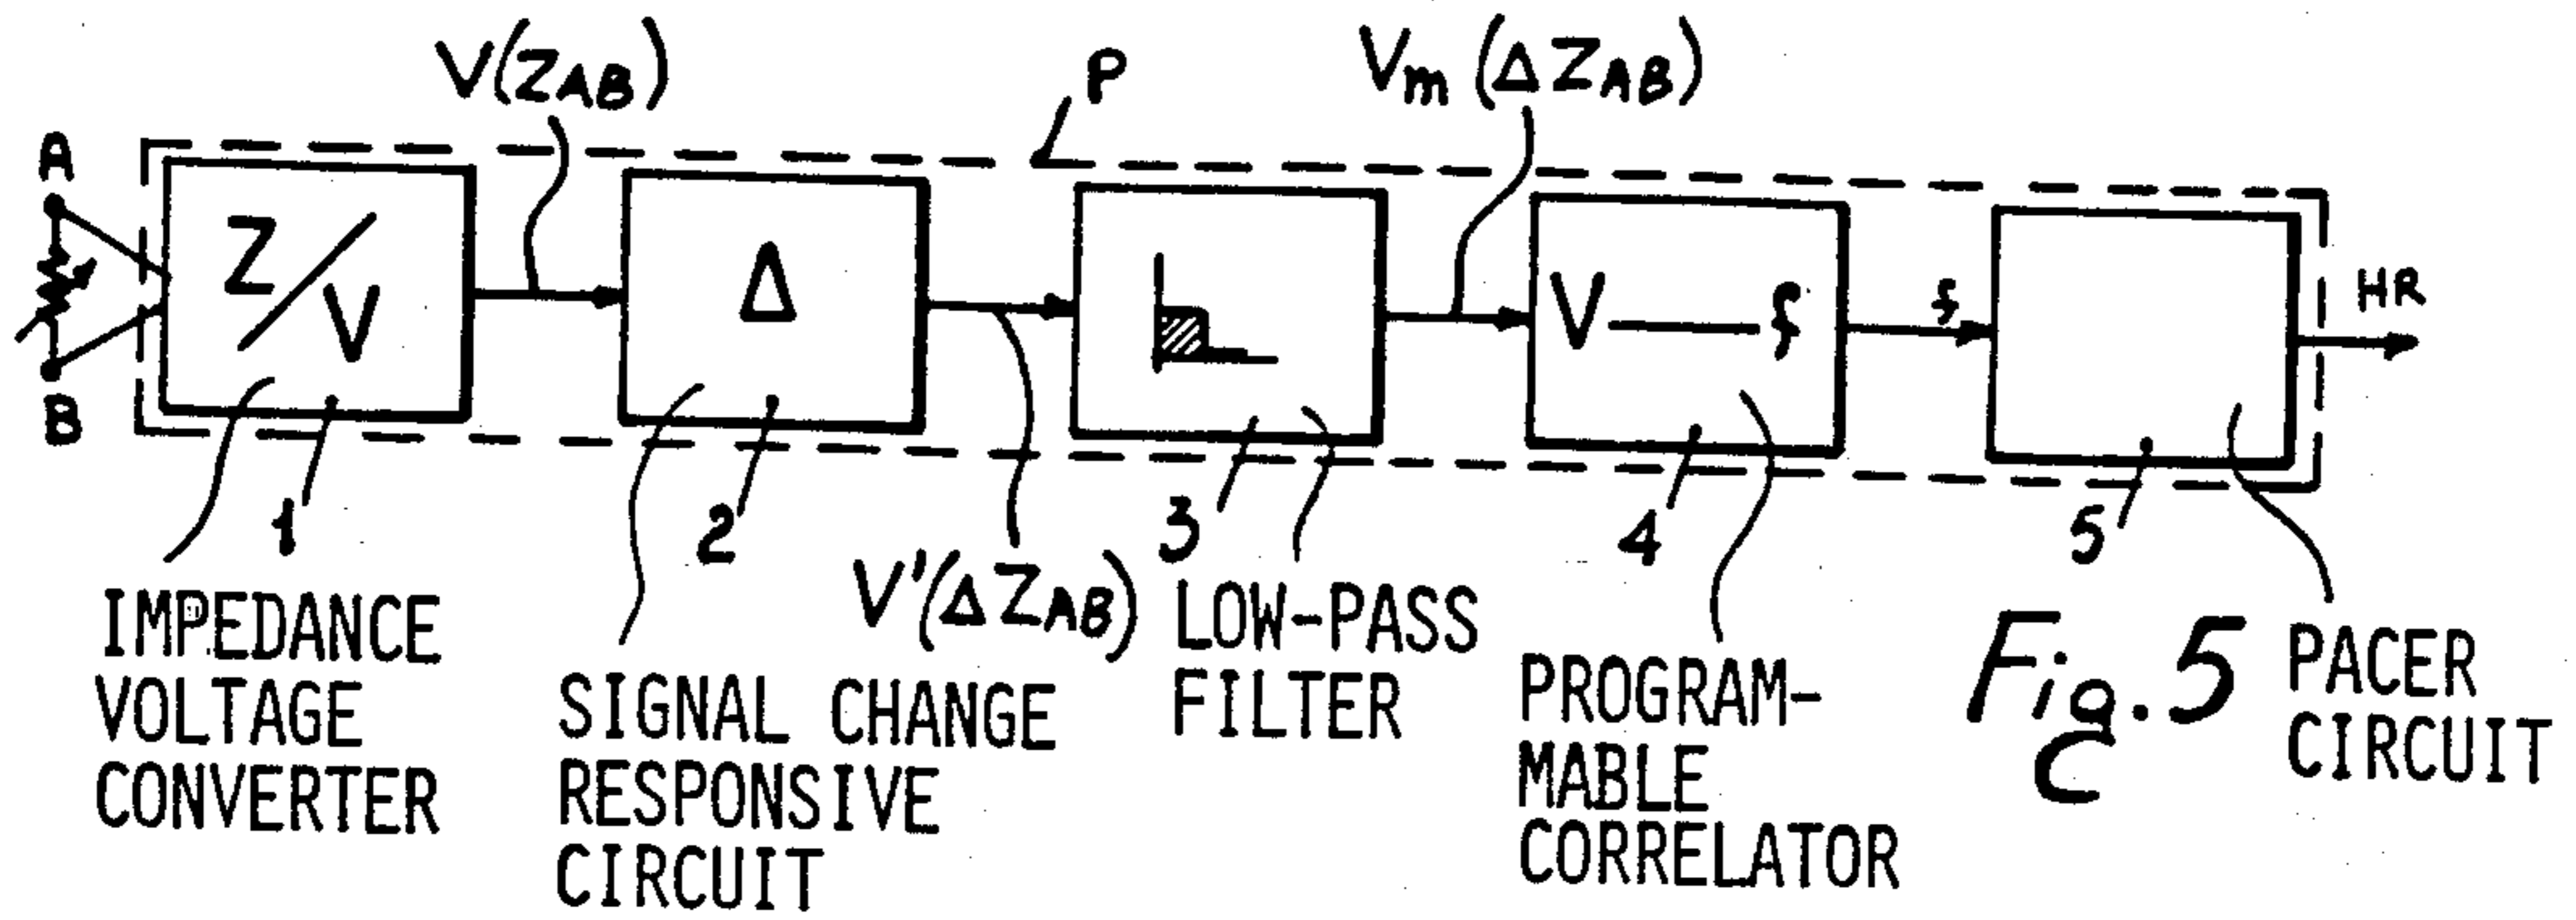 V(ZAB)
P
Vm(ΔZAB)
A
B
Z/V
Δ
V — f
f
HR
1
2
3
4
5
V'(ΔZAB)
IMPEDANCE
VOLTAGE
CONVERTER
SIGNAL CHANGE
RESPONSIVE
CIRCUIT
LOW-PASS
FILTER
PROGRAM-
MABLE
CORRELATOR
Fig. 5
PACER
CIRCUIT